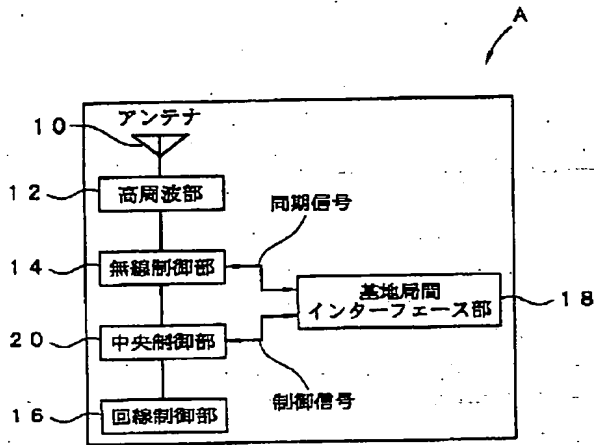 A
アンテナ
10
12
高周波部
同期信号
14
無線制御部
基地局間
インターフェース部
18
20
中央制御部
制御信号
16
回線制御部